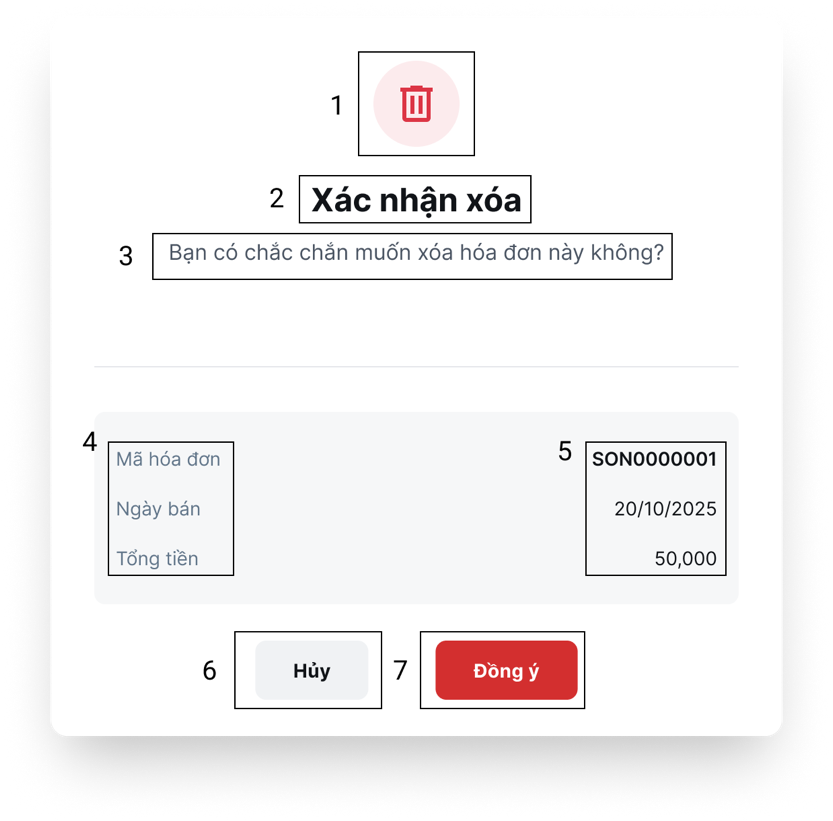 1
2 Xác nhận xóa
3 Bạn có chắc chắn muốn xóa hóa đơn này không?
4 5
Mã hóa đơn SON0000001
Ngày bán 20/10/2025
Tổng tiền 50,000
6 Hủy 7 Đồng ý